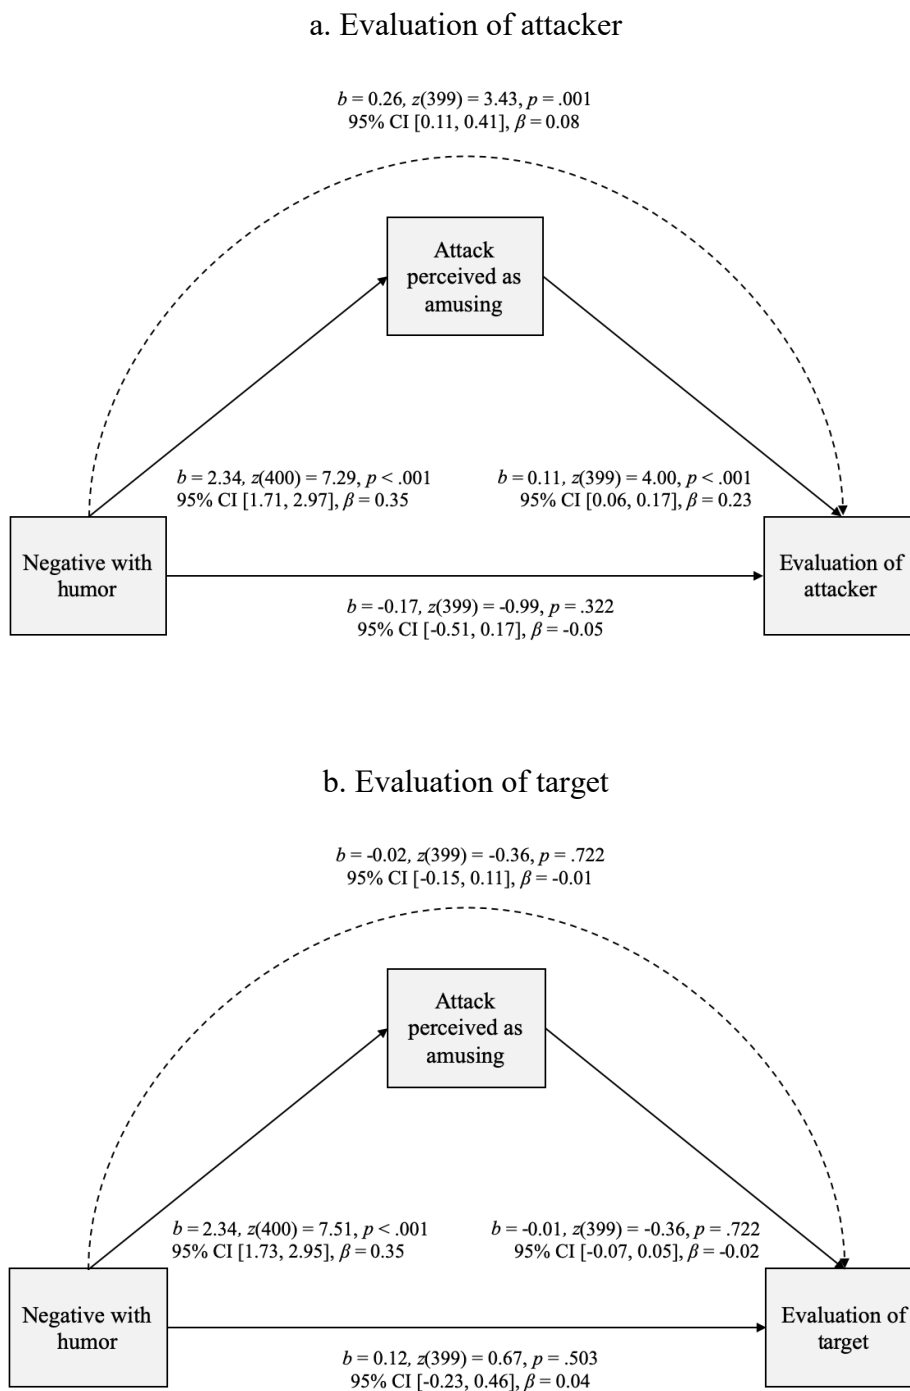 a. Evaluation of attacker
b = 0.26, z(399) = 3.43, p = .001
95% CI [0.11, 0.41], β = 0.08
Attack
perceived as
amusing
b = 2.34, z(400) = 7.29, p < .001
95% CI [1.71, 2.97], β = 0.35
b = 0.11, z(399) = 4.00, p < .001
95% CI [0.06, 0.17], β = 0.23
Negative with
humor
Evaluation of
attacker
b = -0.17, z(399) = -0.99, p = .322
95% CI [-0.51, 0.17], β = -0.05
b. Evaluation of target
b = -0.02, z(399) = -0.36, p = .722
95% CI [-0.15, 0.11], β = -0.01
Attack
perceived as
amusing
b = 2.34, z(400) = 7.51, p < .001
95% CI [1.73, 2.95], β = 0.35
b = -0.01, z(399) = -0.36, p = .722
95% CI [-0.07, 0.05], β = -0.02
Negative with
humor
Evaluation of
target
b = 0.12, z(399) = 0.67, p = .503
95% CI [-0.23, 0.46], β = 0.04